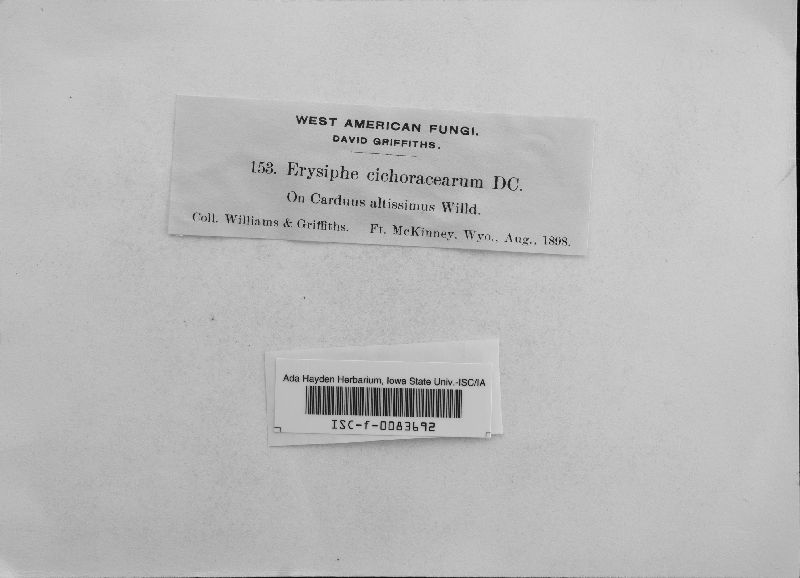 WEST AMERICAN FUNGI.
DAVID GRIFFITHS.
153. Erysiphe cichoracearum DC.
On Carduus altissimus Willd.
Coll. Williams & Griffiths. Ft. McKinney, Wyo., Aug., 1898.
Ada Hayden Herbarium, Iowa State Univ.-ISC/IA
ISC-f-0083692